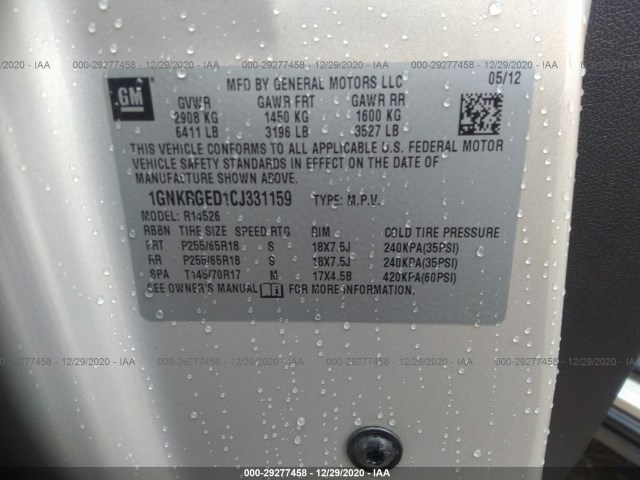 000-29277458 • 12/29/2020 - IAA
GM
MFD BY GENERAL MOTORS LLC 05/12
GVWR GAWR FRT GAWR RR
2908 KG 1450 KG 1600 KG
6411 LB 3196 LB 3527 LB
THIS VEHICLE CONFORMS TO ALL APPLICABLE U.S. FEDERAL MOTOR
VEHICLE SAFETY STANDARDS IN EFFECT ON THE DATE OF
MANUFACTURE SHOWN ABOVE.
1GNKRGED1CJ331159 TYPE: M.P.V.
MODEL: R14526
RBBN TIRE SIZE SPEED RTG RIM COLD TIRE PRESSURE
FRT P255/65R18 S 18X7.5J 240KPA(35PSI)
RR P255/65R18 S 18X7.5J 240KPA(35PSI)
SPA T145/70R17 M 17X4.5B 420KPA(60PSI)
SEE OWNER'S MANUAL FOR MORE INFORMATION.
000-29277458 • 12/29/2020 - IAA
000-29277458 • 12/29/2020 - IAA